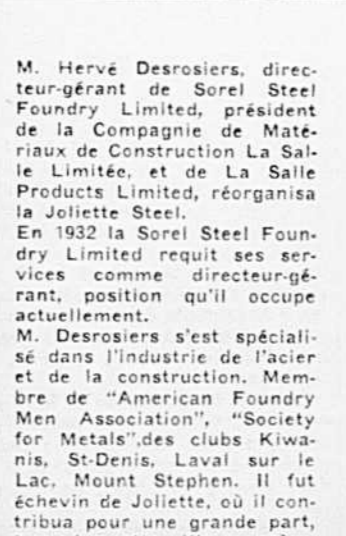 M. Hervé Desrosiers, direc-
teur-gérant de Sorel Steel
Foundry Limited, président
de la Compagnie de Maté-
riaux de Construction La Sal-
le Limitée, et de La Salle
Products Limited, réorganisa
la Joliette Steel.
En 1932 la Sorel Steel Foun-
dry Limited requit ses ser-
vices comme directeur-gé-
rant, position qu'il occupe
actuellement.
M. Desrosiers s'est spéciali-
sé dans l'industrie de l'acier
et de la construction. Mem-
bre de "American Foundry
Men Association", "Society
for Metals",des clubs Kiwa-
nis, St-Denis, Laval sur le
Lac, Mount Stephen. Il fut
échevin de Joliette, où il con-
tribua pour une grande part,